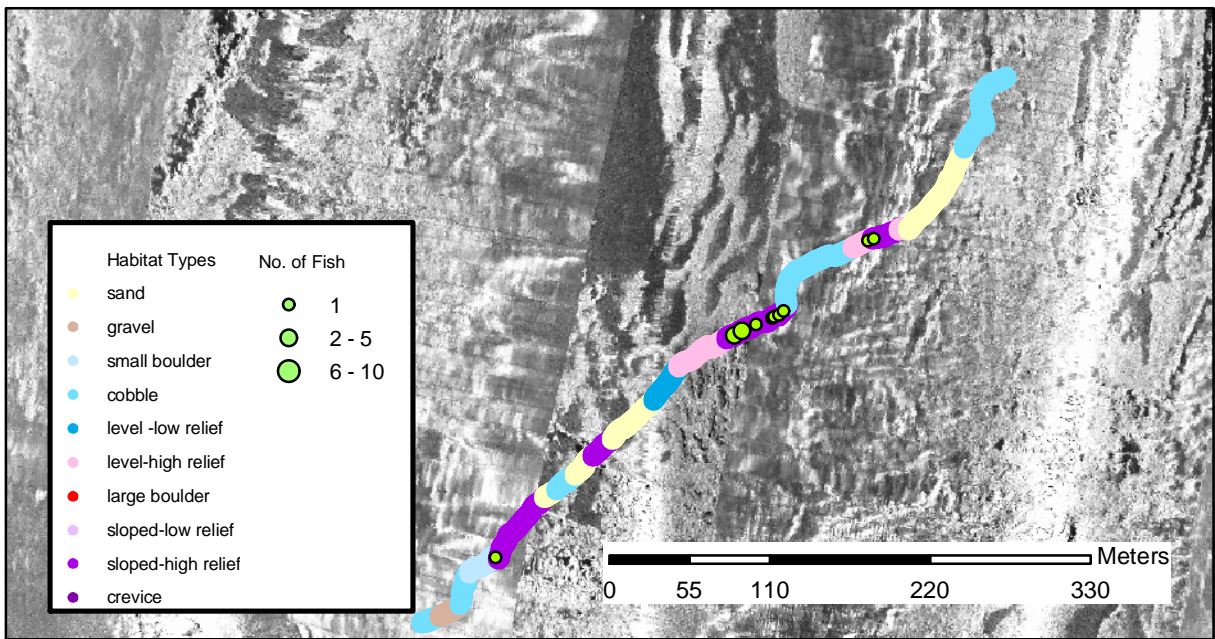 Habitat Types
sand
gravel
small boulder
cobble
level -low relief
level-high relief
large boulder
sloped-low relief
sloped-high relief
crevice
No. of Fish
1
2 - 5
6 - 10
Meters
0 55 110 220 330